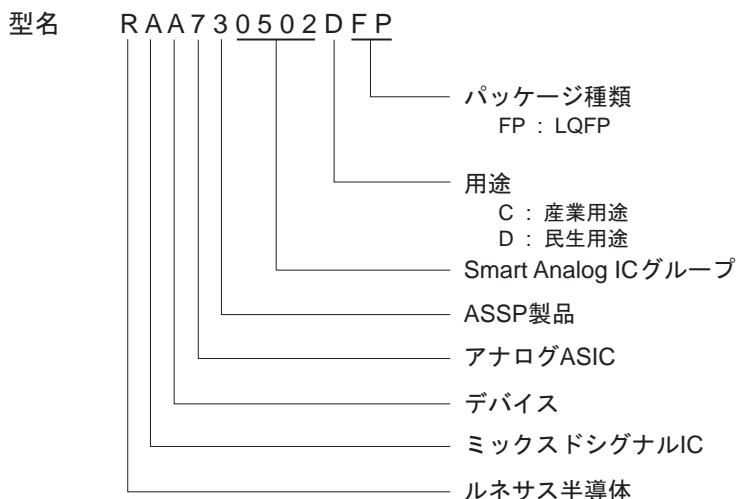 型名 RAA730502DFP
パッケージ種類
FP : LQFP
用途
C : 産業用途
D : 民生用途
Smart Analog ICグループ
ASSP製品
アナログASIC
デバイス
ミックスドシグナルIC
ルネサス半導体